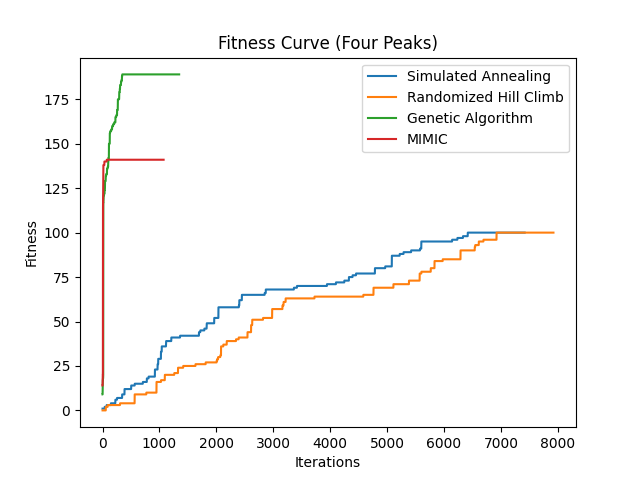 Fitness Curve (Four Peaks)
Simulated Annealing
Randomized Hill Climb
Genetic Algorithm
MIMIC
Fitness
175
150
125
100
75
50
25
0
0 1000 2000 3000 4000 5000 6000 7000 8000
Iterations